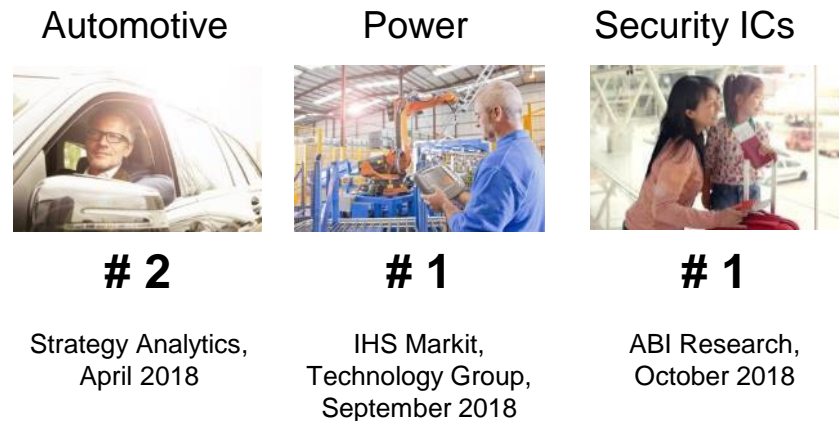 Automotive
Power
Security ICs
# 2
# 1
# 1
Strategy Analytics,
April 2018
IHS Markit,
Technology Group,
September 2018
ABI Research,
October 2018